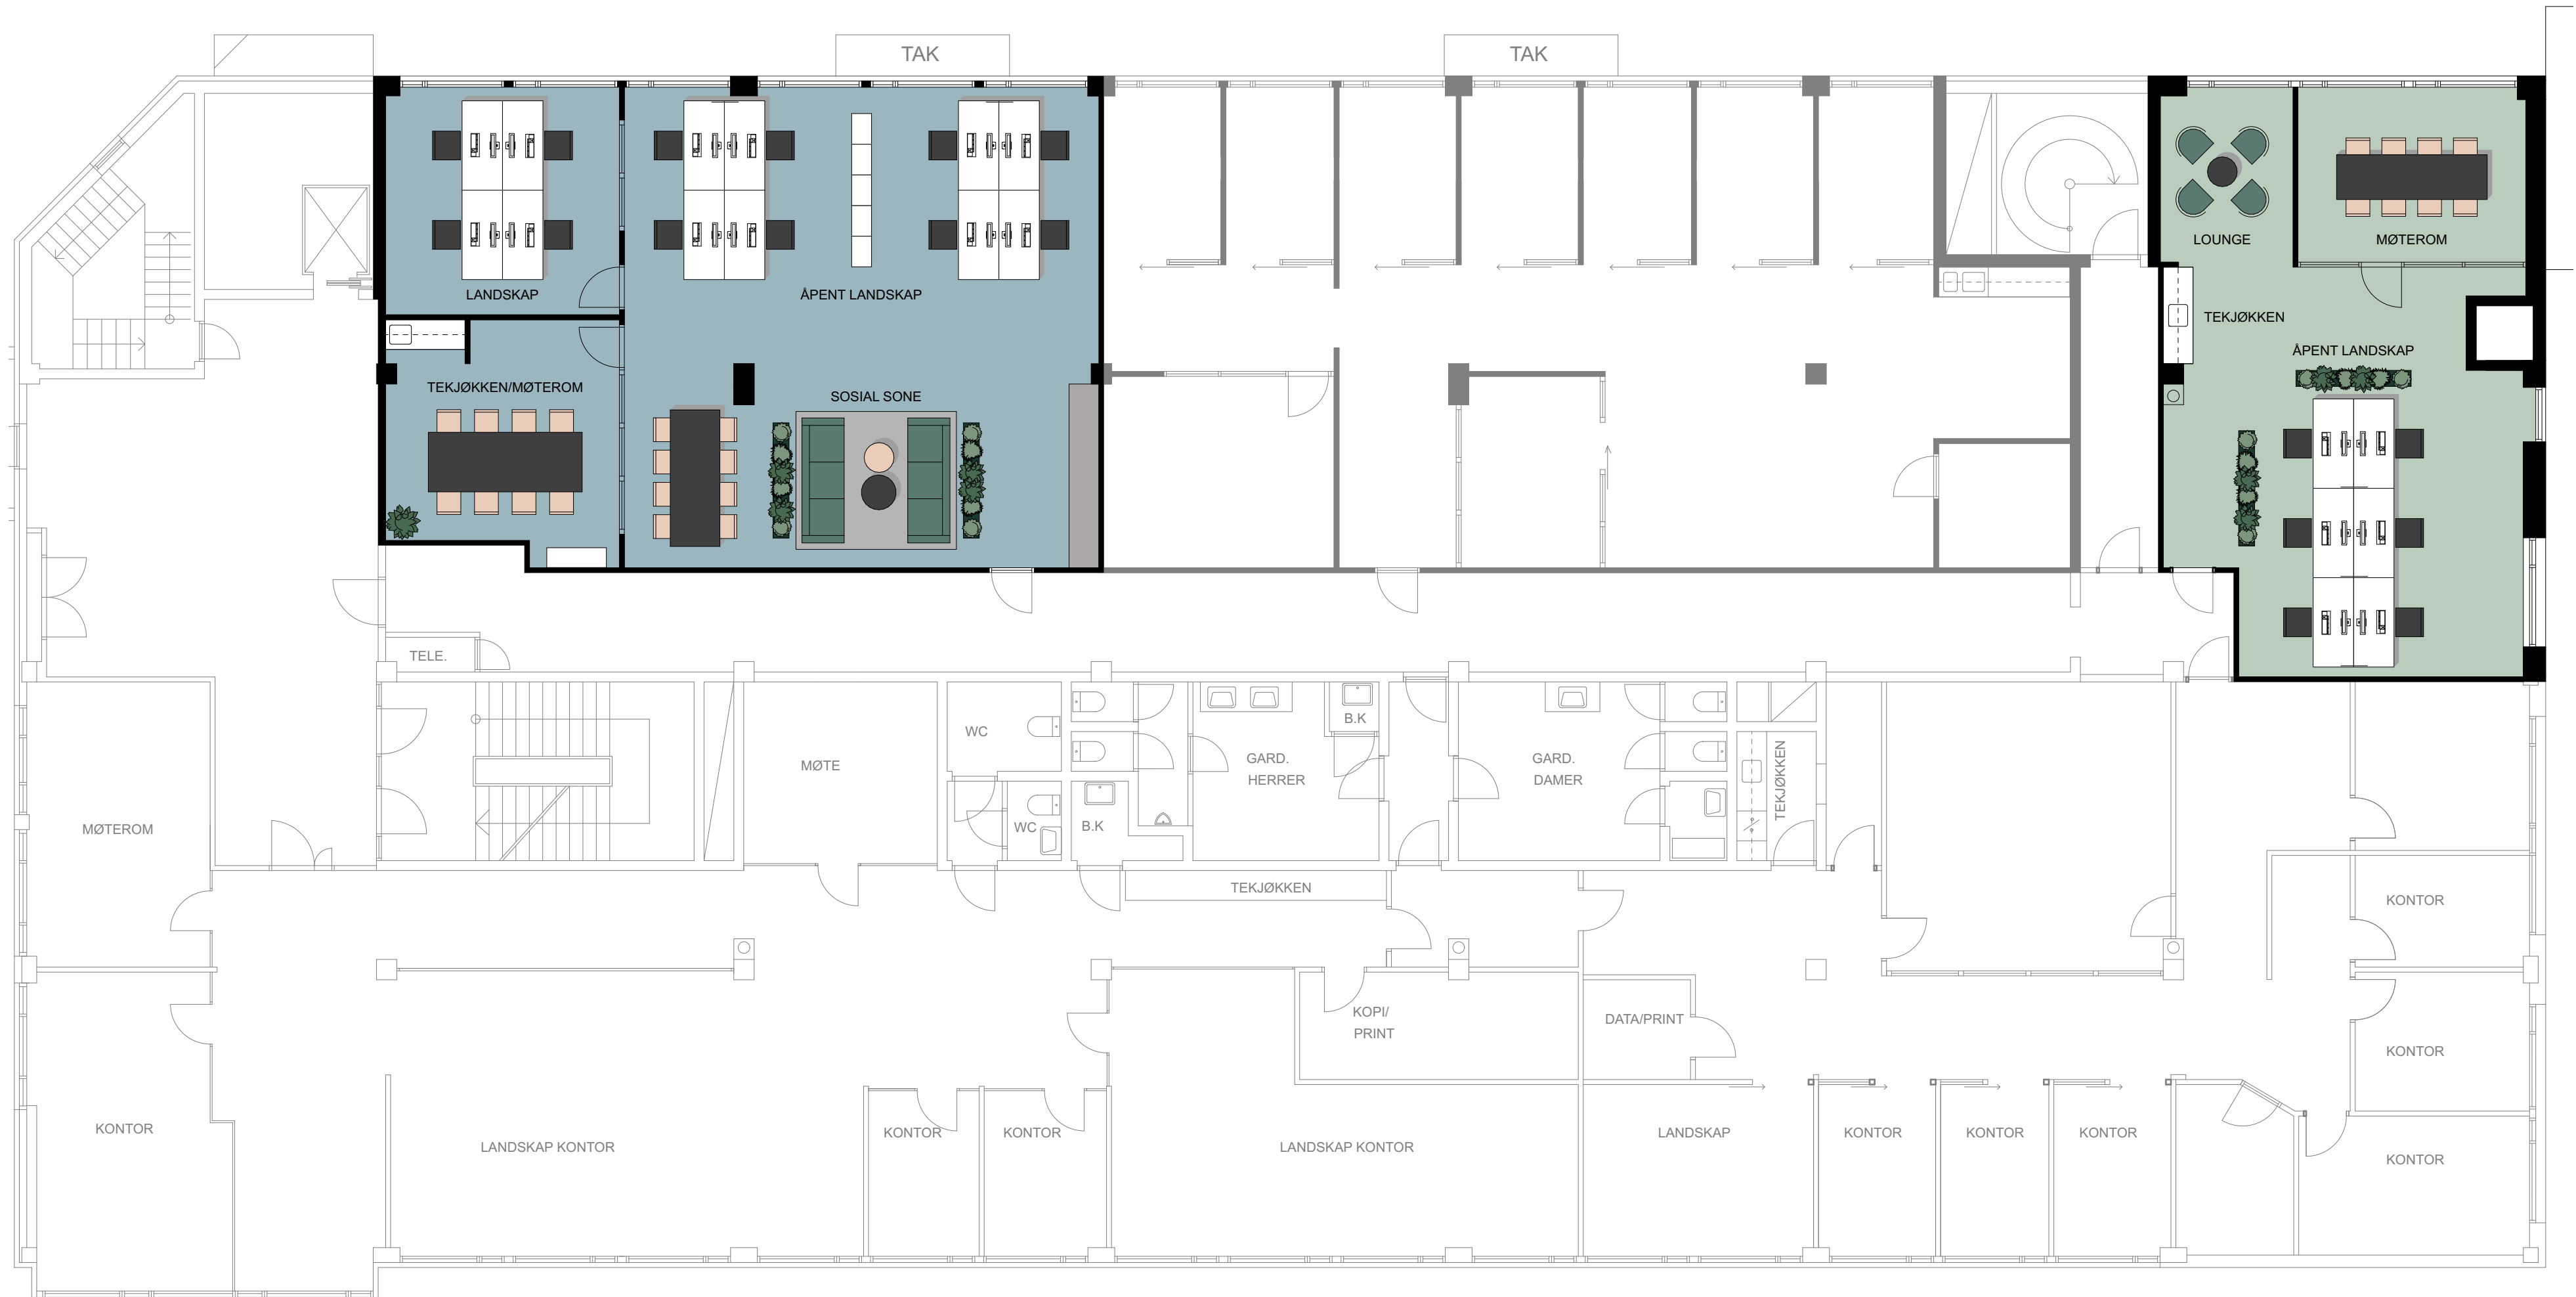 TAK
TAK
LOUNGE
MØTEROM
LANDSKAP
ÅPENT LANDSKAP
TEKJØKKEN
ÅPENT LANDSKAP
TEKJØKKEN/MØTEROM
SOSIAL SONE
TELE.
WC
B.K
GARD.
HERRER
GARD.
DAMER
TEKJØKKEN
MØTE
MØTEROM
WC
B.K
TEKJØKKEN
KONTOR
KOPI/
PRINT
DATA/PRINT
KONTOR
KONTOR
LANDSKAP KONTOR
KONTOR
KONTOR
LANDSKAP KONTOR
LANDSKAP
KONTOR
KONTOR
KONTOR
KONTOR